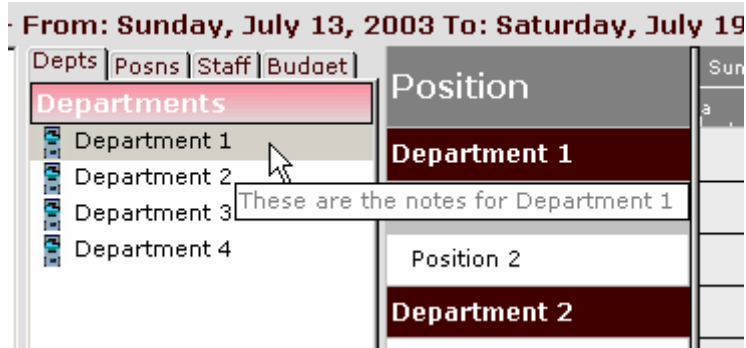 - From: Sunday, July 13, 2003 To: Saturday, July 19
Depts Posns Staff Budget
Departments
Department 1
Department 2
Department 3
Department 4
These are the notes for Department 1
Position
Sun
a
Department 1
Position 2
Department 2